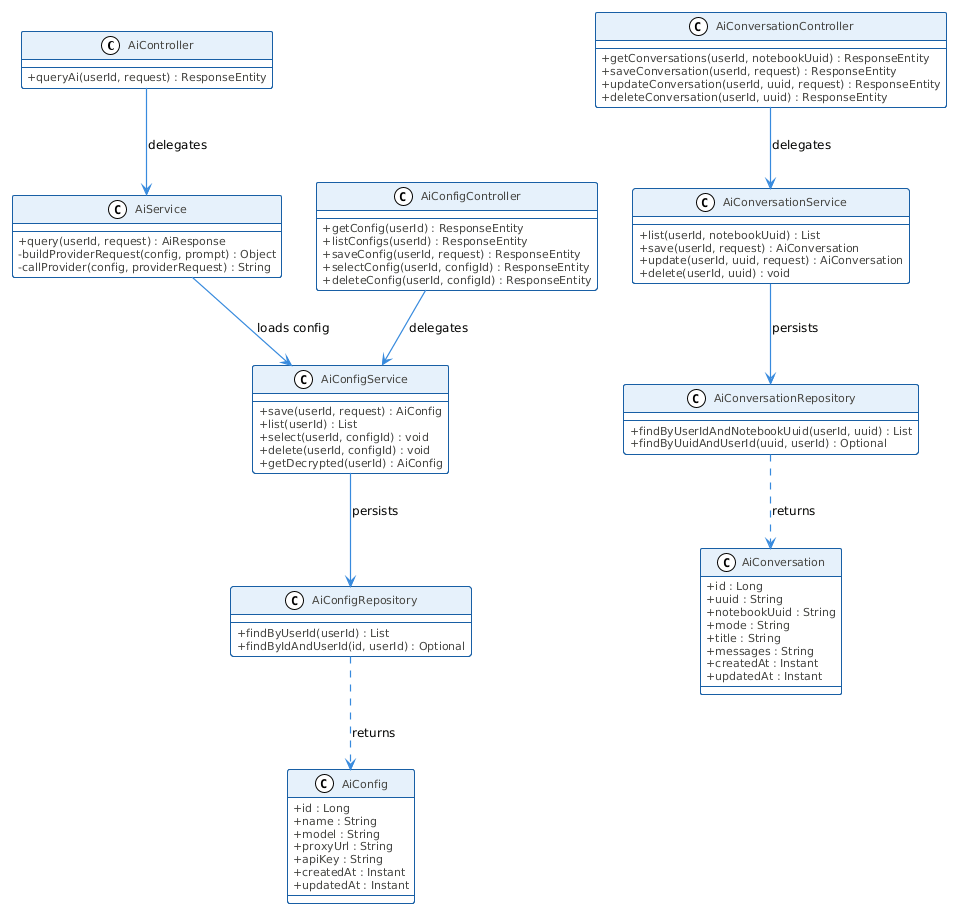 C AiController
+queryAi(userId, request) : ResponseEntity
C AiConversationController
+getConversations(userId, notebookUuid) : ResponseEntity
+saveConversation(userId, request) : ResponseEntity
+updateConversation(userId, uuid, request) : ResponseEntity
+deleteConversation(userId, uuid) : ResponseEntity
delegates
delegates
C AiService
+query(userId, request) : AiResponse
-buildProviderRequest(config, prompt) : Object
-callProvider(config, providerRequest) : String
C AiConfigController
+getConfig(userId) : ResponseEntity
+listConfigs(userId) : ResponseEntity
+saveConfig(userId, request) : ResponseEntity
+selectConfig(userId, configId) : ResponseEntity
+deleteConfig(userId, configId) : ResponseEntity
C AiConversationService
+list(userId, notebookUuid) : List
+save(userId, request) : AiConversation
+update(userId, uuid, request) : AiConversation
+delete(userId, uuid) : void
loads config
delegates
persists
C AiConfigService
+save(userId, request) : AiConfig
+list(userId) : List
+select(userId, configId) : void
+delete(userId, configId) : void
+getDecrypted(userId) : AiConfig
C AiConversationRepository
+findByUserIdAndNotebookUuid(userId, uuid) : List
+findByUuidAndUserId(uuid, userId) : Optional
persists
returns
C AiConfigRepository
+findByUserId(userId) : List
+findByIdAndUserId(id, userId) : Optional
C AiConversation
+id : Long
+uuid : String
+notebookUuid : String
+mode : String
+title : String
+messages : String
+createdAt : Instant
+updatedAt : Instant
returns
C AiConfig
+id : Long
+name : String
+model : String
+proxyUrl : String
+apiKey : String
+createdAt : Instant
+updatedAt : Instant